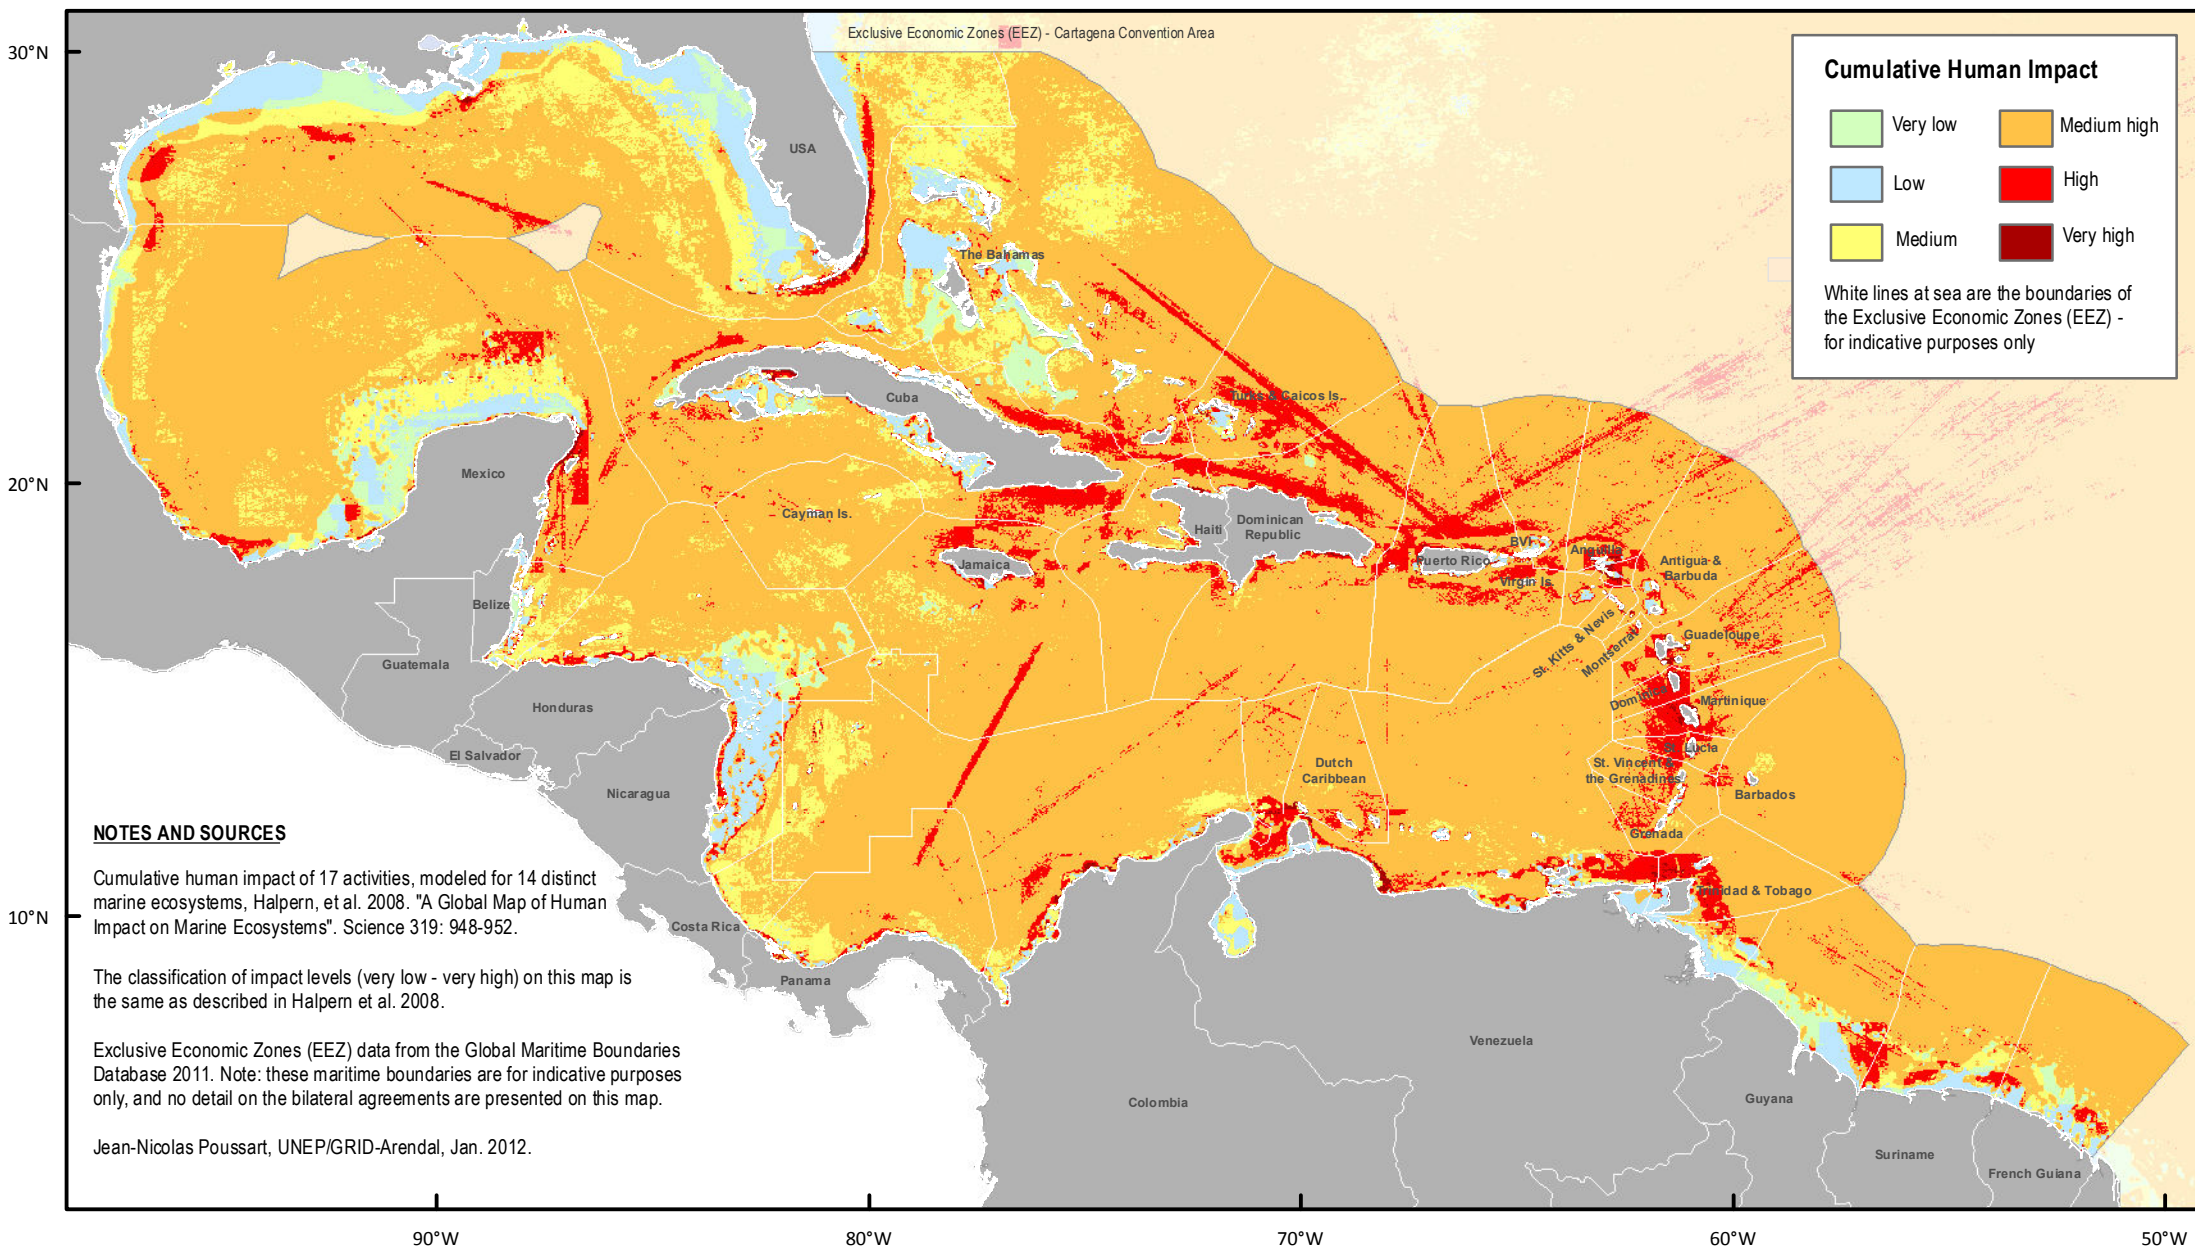 Exclusive Economic Zones (EEZ) - Cartagena Convention Area
30°N
20°N
10°N
Cumulative Human Impact
Very low
Medium high
Low
High
Medium
Very high
White lines at sea are the boundaries of
the Exclusive Economic Zones (EEZ) -
for indicative purposes only
USA
The Bahamas
Cuba
Turks & Caicos Is.
Mexico
Cayman Is.
Haiti
Dominican
Republic
Jamaica
Puerto Rico
BVI
Virgin Is.
Anguilla
Antigua &
Barbuda
St. Kitts & Nevis
Montserrat
Guadeloupe
Dominica
Martinique
St. Lucia
St. Vincent &
the Grenadines
Barbados
Grenada
Trinidad & Tobago
Belize
Guatemala
Honduras
El Salvador
Nicaragua
Dutch
Caribbean
Costa Rica
Panama
Colombia
Venezuela
Guyana
Suriname
French Guiana
NOTES AND SOURCES
Cumulative human impact of 17 activities, modeled for 14 distinct
marine ecosystems, Halpern, et al. 2008. "A Global Map of Human
Impact on Marine Ecosystems". Science 319: 948-952.
The classification of impact levels (very low - very high) on this map is
the same as described in Halpern et al. 2008.
Exclusive Economic Zones (EEZ) data from the Global Maritime Boundaries
Database 2011. Note: these maritime boundaries are for indicative purposes
only, and no detail on the bilateral agreements are presented on this map.
Jean-Nicolas Poussart, UNEP/GRID-Arendal, Jan. 2012.
90°W
80°W
70°W
60°W
50°W